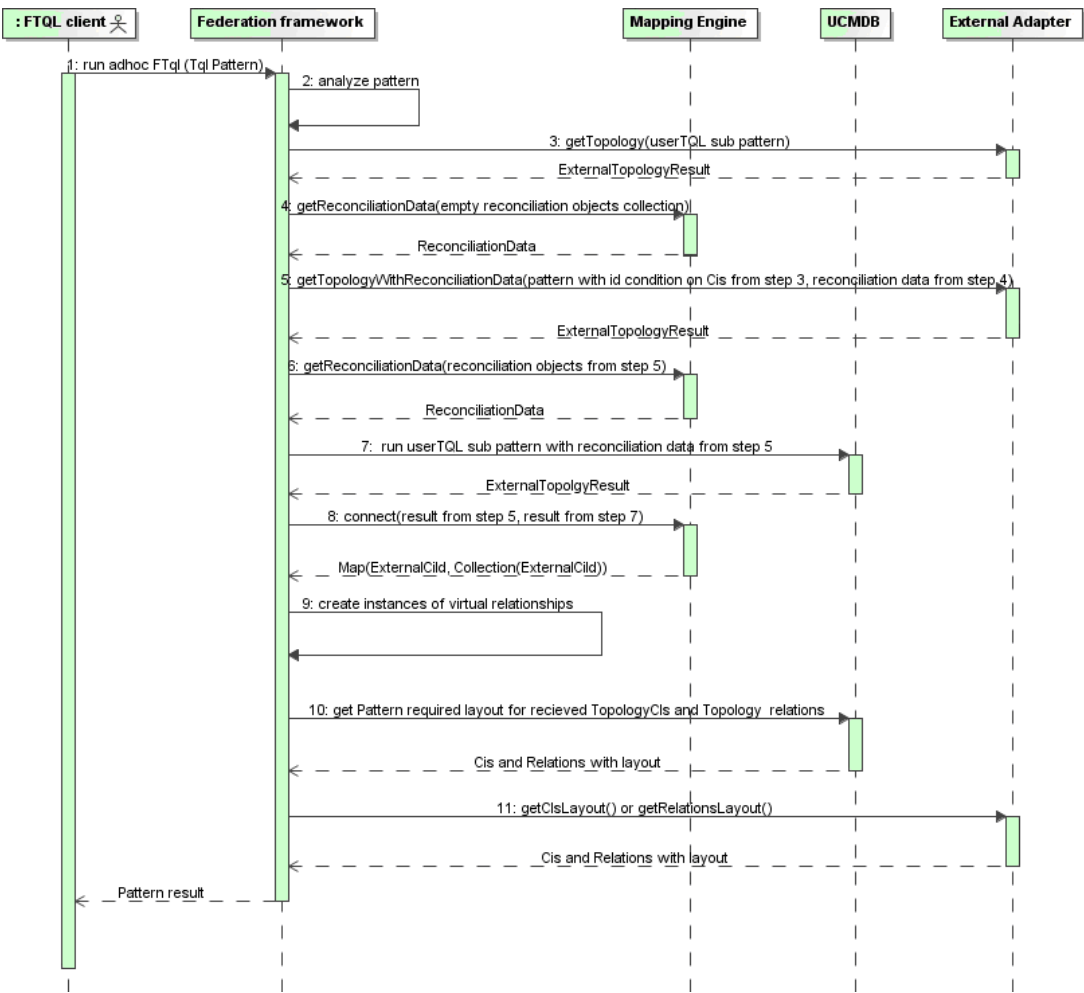 : FTQL client
Federation framework
Mapping Engine
UCMDB
External Adapter
1: run adhoc FTql (Tql Pattern)
2: analyze pattern
3: getTopology(userTQL sub pattern)
ExternalTopologyResult
4: getReconciliationData(empty reconciliation objects collection)
ReconciliationData
5: getTopologyWithReconciliationData(pattern with id condition on Cis from step 3, reconciliation data from step 4)
ExternalTopologyResult
6: getReconciliationData(reconciliation objects from step 5)
ReconciliationData
7: run userTQL sub pattern with reconciliation data from step 5
ExternalTopolgyResult
8: connect(result from step 5, result from step 7)
Map(ExternalCiId, Collection(ExternalCiId))
9: create instances of virtual relationships
10: get Pattern required layout for recieved TopologyCIs and Topology relations
Cis and Relations with layout
11: getCIsLayout() or getRelationsLayout()
Cis and Relations with layout
Pattern result